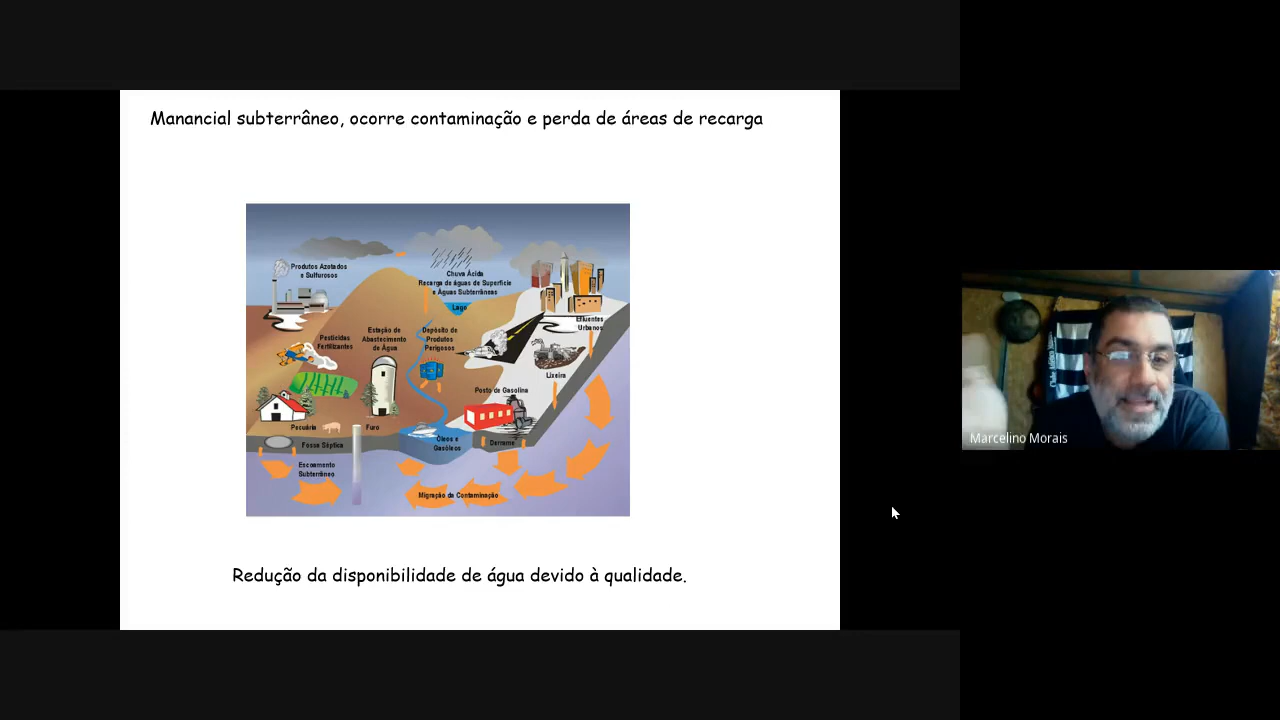 Manancial subterrâneo, ocorre contaminação e perda de áreas de recarga
Produtos Azotados
e Sulfurosos
Chuva Ácida
Recarga de águas de Superfície
e Águas Subterrâneas
Lago
Efluentes
Urbanos
Pesticidas
Fertilizantes
Estação de
Abastecimento
de Água
Depósito de
Produtos
Perigosos
Lixeira
Posto de Gasolina
Pecuária
Furo
Fossa Séptica
Óleos e
Gasóleos
Derrame
Escoamento
Subterrâneo
Migração da Contaminação
Redução da disponibilidade de água devido à qualidade.
Marcelino Morais